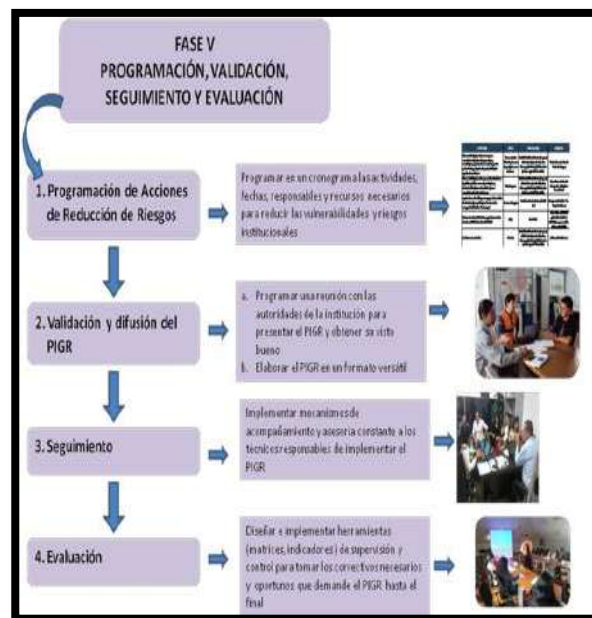 FASE V
PROGRAMACIÓN, VALIDACIÓN,
SEGUIMIENTO Y EVALUACIÓN
1. Programación de Acciones
de Reducción de Riesgos
Programar en un cronograma las actividades,
fechas, responsables y recursos necesarios
para reducir las vulnerabilidades y riesgos
institucionales
2. Validación y difusión del
PIGR
a. Programar una reunión con las
autoridades de la institución para
presentar el PIGR y obtener su visto
bueno
b. Elaborar el PIGR en un formato versátil
3. Seguimiento
Implementar mecanismos de
acompañamiento y asesoría constante a los
técnicos responsables de implementar el
PIGR
4. Evaluación
Diseñar e implementar herramientas
(matrices, indicadores) de supervisión y
control para tomar los correctivos necesarios
y oportunos que demande el PIGR hasta el
final